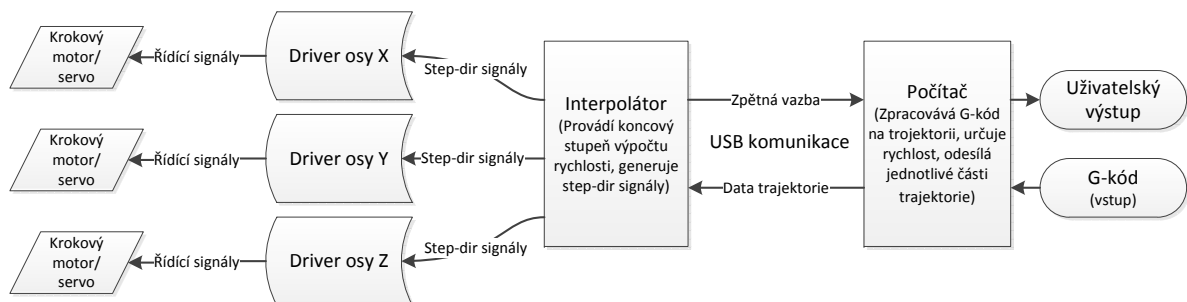 Krokový
motor/
servo
Řídící signály
Driver osy X
Step-dir signály
Krokový
motor/
servo
Řídící signály
Driver osy Y
Step-dir signály
Krokový
motor/
servo
Řídící signály
Driver osy Z
Step-dir signály
Interpolátor
(Provádí koncový
stupeň výpočtu
rychlosti, generuje
step-dir signály)
Zpětná vazba
USB komunikace
Data trajektorie
Počítač
(Zpracovává G-kód
na trojektorii, určuje
rychlost, odesílá
jednotlivé části
trajektorie)
Uživatelský
výstup
G-kód
(vstup)